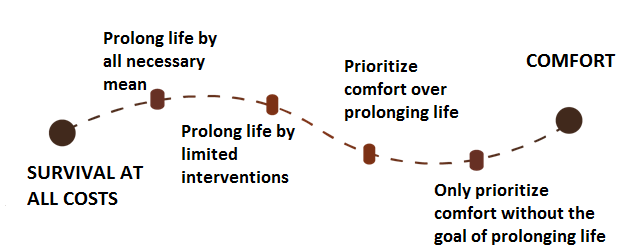 Prolong life by
all necessary
mean
COMFORT
Prioritize
comfort over
prolonging life
Prolong life by
limited
interventions
SURVIVAL AT
ALL COSTS
Only prioritize
comfort without the
goal of prolonging life